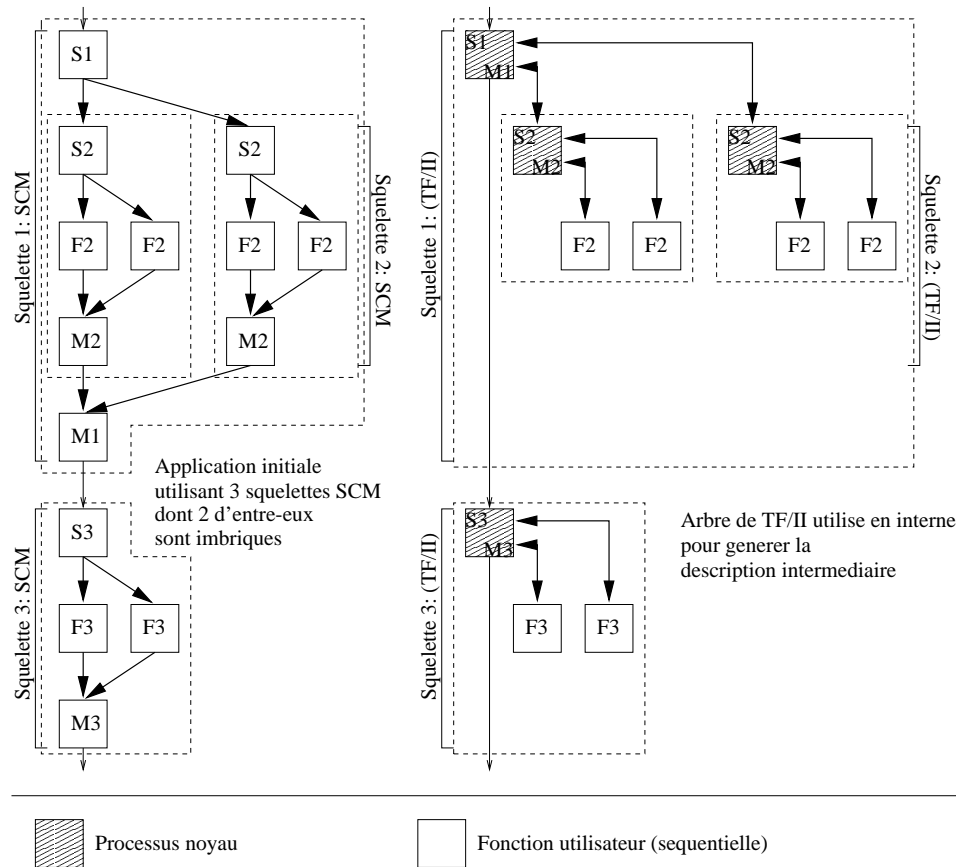 S1
S2
S2
F2
F2
F2
F2
M2
M2
M1
Squelette 1: SCM
Squelette 2: SCM
Application initiale
utilisant 3 squelettes SCM
dont 2 d'entre-eux
sont imbriques
S3
F3
F3
M3
Squelette 3: SCM
S1
M1
S2
M2
S2
M2
F2
F2
F2
F2
Squelette 1: (TF/II)
Squelette 2: (TF/II)
S3
M3
F3
F3
Squelette 3: (TF/II)
Arbre de TF/II utilise en interne
pour generer la
description intermediaire
Processus noyau
Fonction utilisateur (sequentielle)